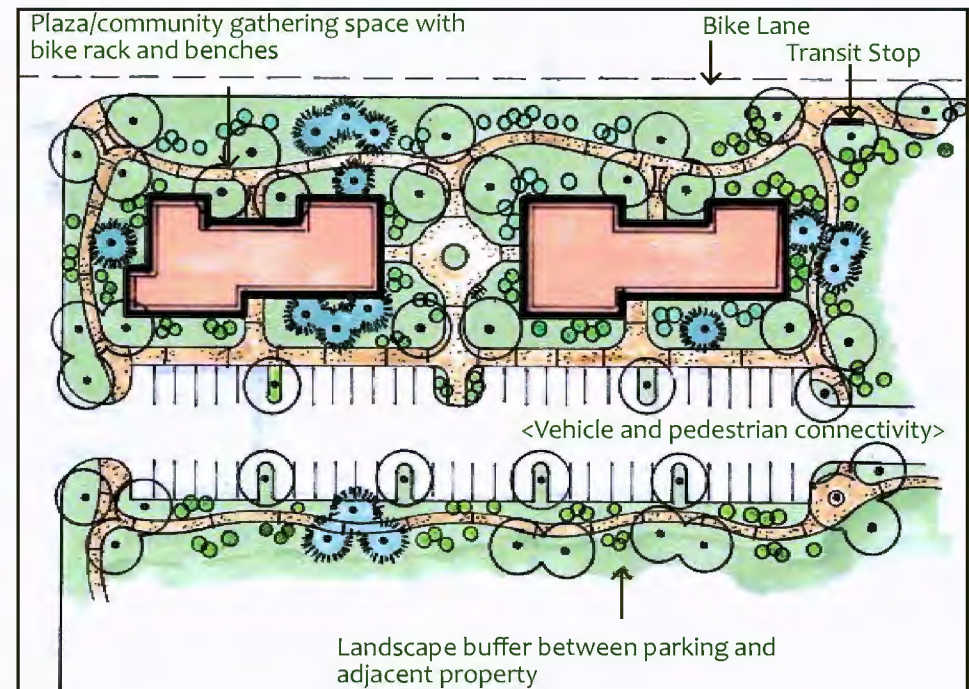 Plaza/community gathering space with
bike rack and benches
Bike Lane
Transit Stop
<Vehicle and pedestrian connectivity>
Landscape buffer between parking and
adjacent property